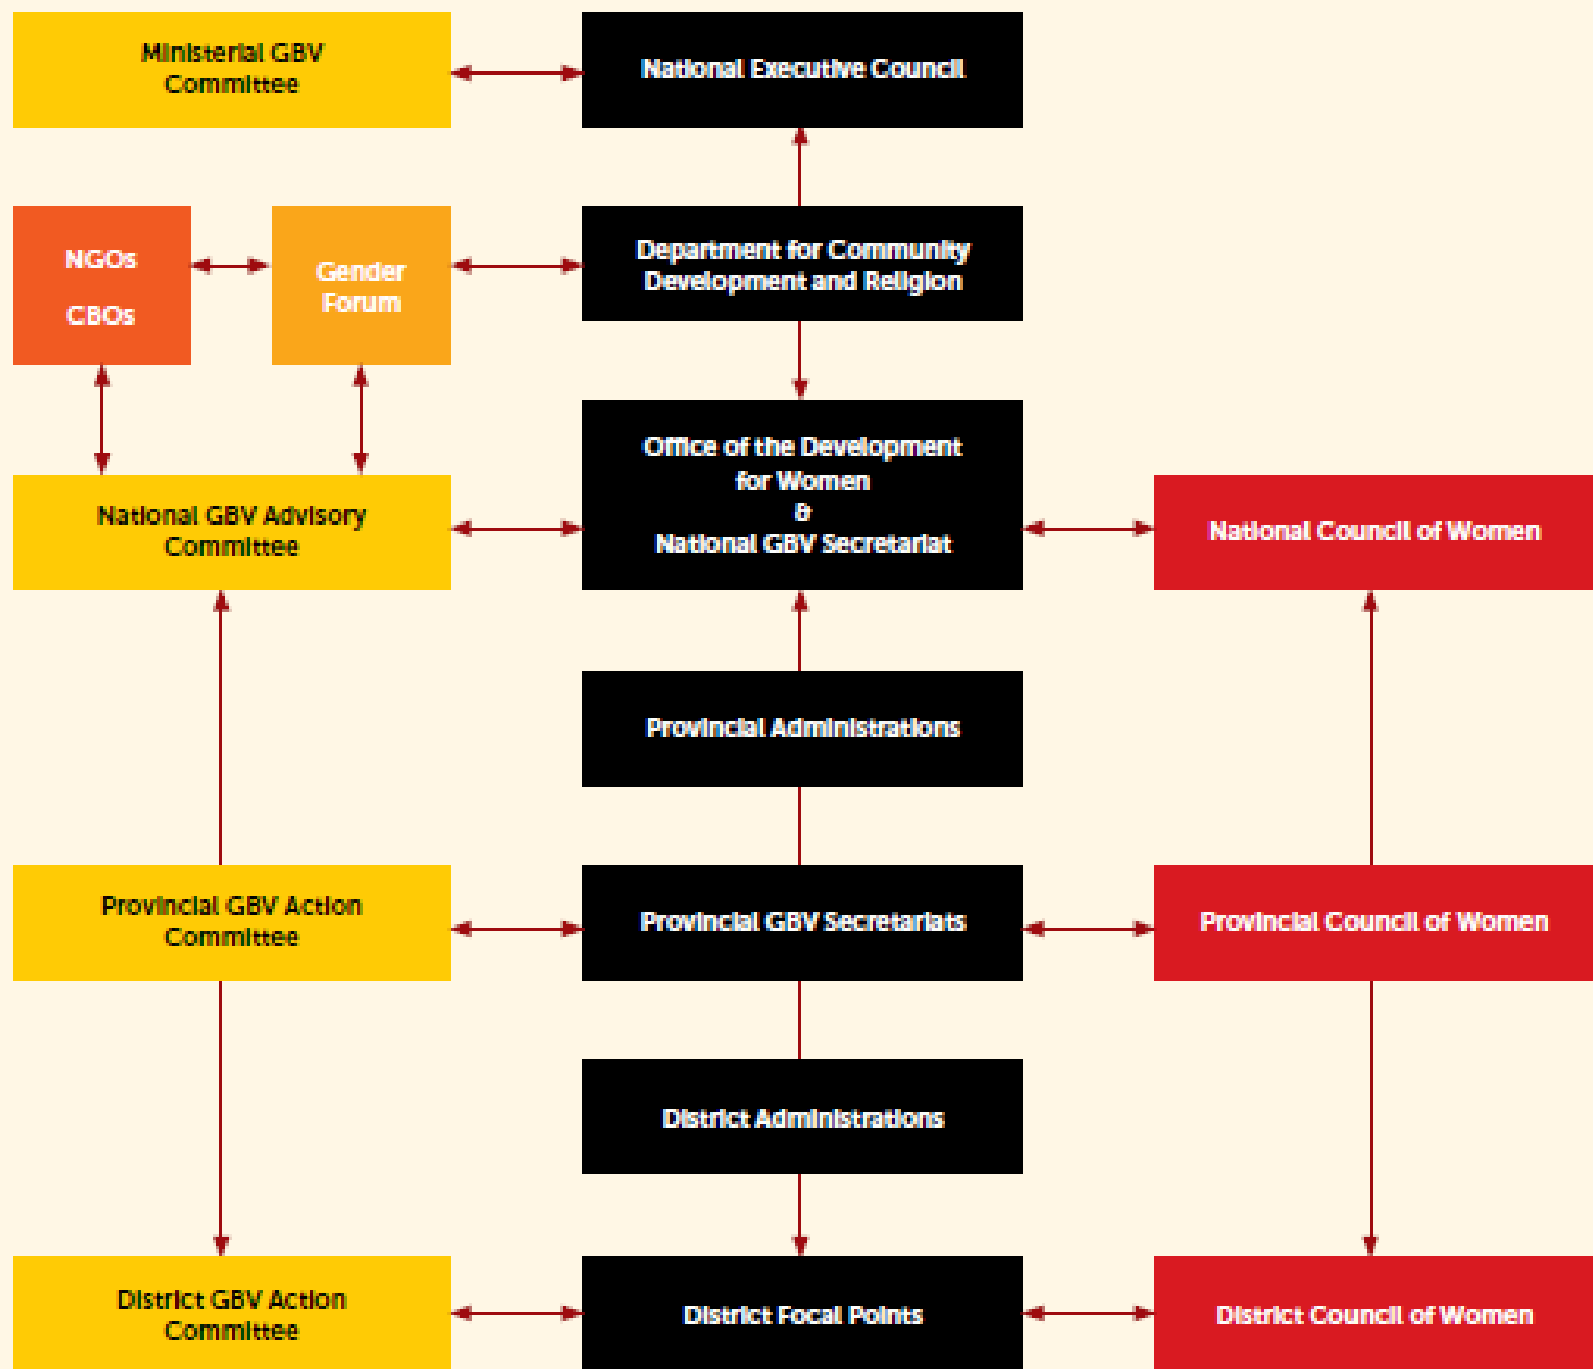 Ministerial GBV
Committee
National Executive Council
NGOs
CBOs
Gender
Forum
Department for Community
Development and Religion
National GBV Advisory
Committee
Office of the Development
for Women
&
National GBV Secretariat
National Council of Women
Provincial Administrations
Provincial GBV Action
Committee
Provincial GBV Secretariats
Provincial Council of Women
District Administrations
District GBV Action
Committee
District Focal Points
District Council of Women